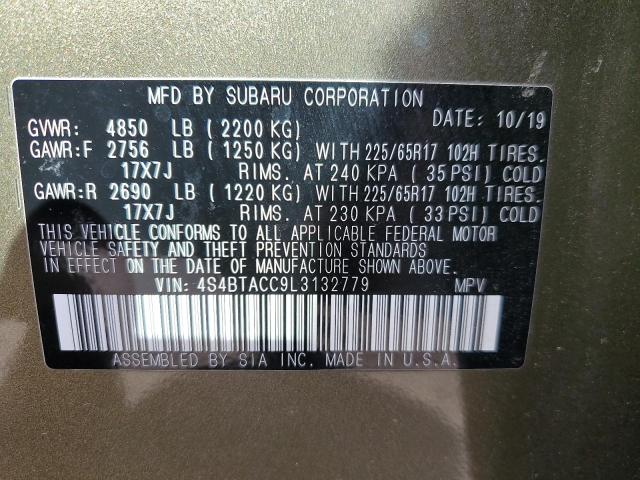 MFD BY SUBARU CORPORATION
DATE: 10/19
GVWR: 4850 LB (2200 KG)
GAWR:F 2756 LB (1250 KG) WITH 225/65R17 102H TIRES.
17X7J RIMS. AT 240 KPA (35 PSI) COLD
GAWR:R 2690 LB (1220 KG) WITH 225/65R17 102H TIRES.
17X7J RIMS. AT 230 KPA (33 PSI) COLD
THIS VEHICLE CONFORMS TO ALL APPLICABLE FEDERAL MOTOR
VEHICLE SAFETY AND THEFT PREVENTION STANDARDS
IN EFFECT ON THE DATE OF MANUFACTURE SHOWN ABOVE.
VIN: 4S4BTACC9L3132779 MPV
ASSEMBLED BY SIA INC. MADE IN U.S.A.